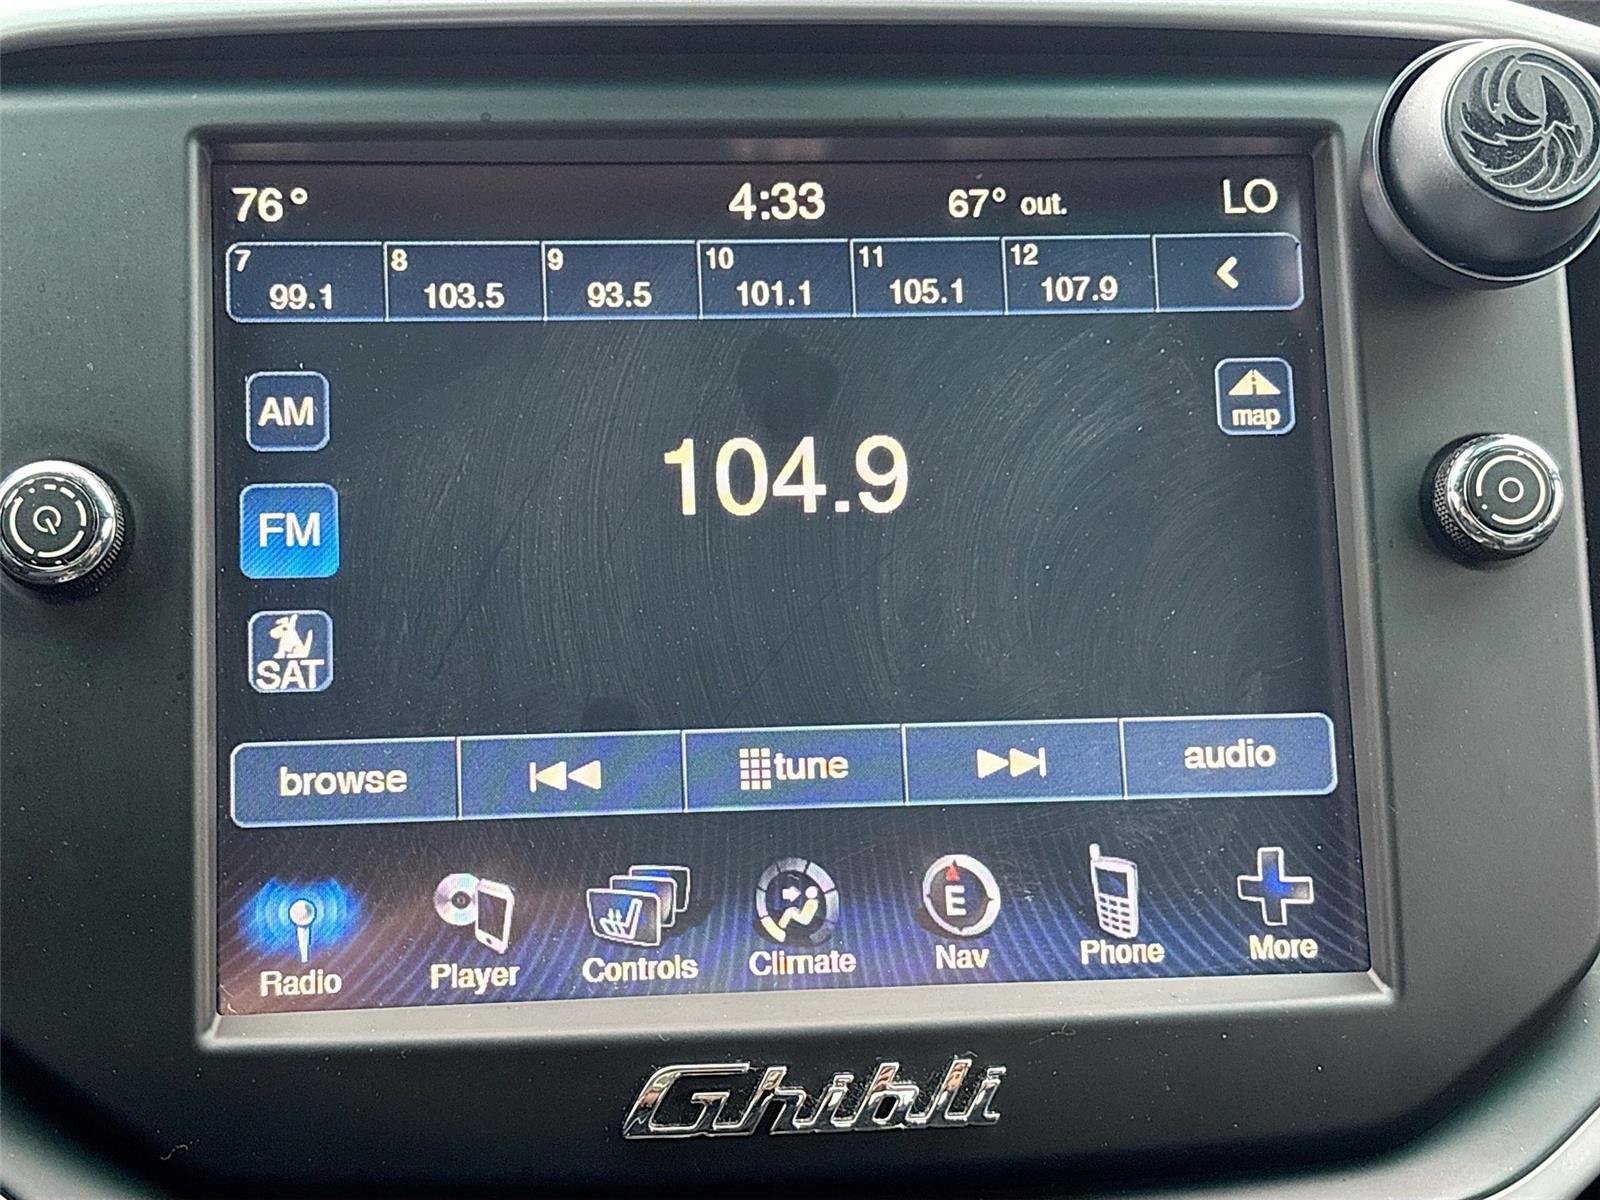 76° 4:33 67° out. LO
7 8 9 10 11 12
99.1 103.5 93.5 101.1 105.1 107.9
AM
map
104.9
FM
SAT
browse tune audio
Radio Player Controls Climate E Nav Phone More
Ghibli